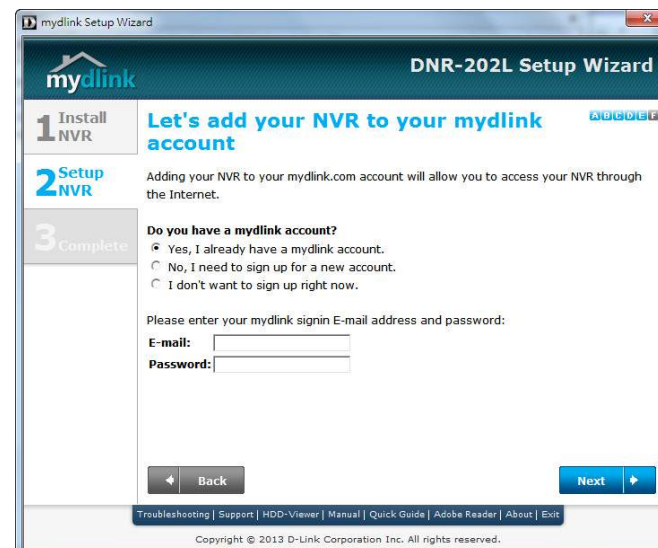 mydlink Setup Wizard
mydlink
DNR-202L Setup Wizard
1 Install NVR
2 Setup NVR
3 Complete
Let's add your NVR to your mydlink
account
A B C D E F
Adding your NVR to your mydlink.com account will allow you to access your NVR through
the Internet.
Do you have a mydlink account?
Yes, I already have a mydlink account.
No, I need to sign up for a new account.
I don't want to sign up right now.
Please enter your mydlink signin E-mail address and password:
E-mail:
Password:
Back
Next
Troubleshooting | Support | HDD-Viewer | Manual | Quick Guide | Adobe Reader | About | Exit
Copyright © 2013 D-Link Corporation Inc. All rights reserved.